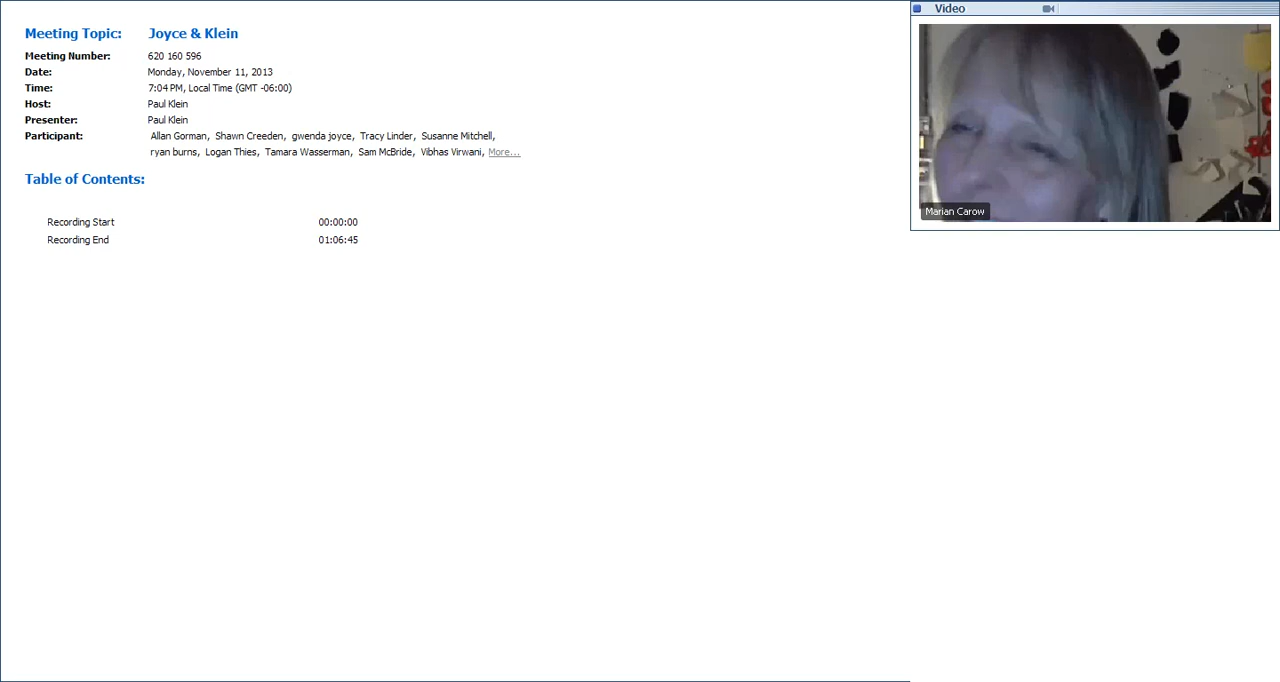 Meeting Topic: Joyce & Klein
Meeting Number: 620 160 596
Date: Monday, November 11, 2013
Time: 7:04 PM, Local Time (GMT -06:00)
Host: Paul Klein
Presenter: Paul Klein
Participant: Allan Gorman, Shawn Creeden, gwenda joyce, Tracy Linder, Susanne Mitchell,
ryan burns, Logan Thies, Tamara Wasserman, Sam McBride, Vibhas Virwani, More...
Table of Contents:
Recording Start 00:00:00
Recording End 01:06:45
Video
Marian Carow